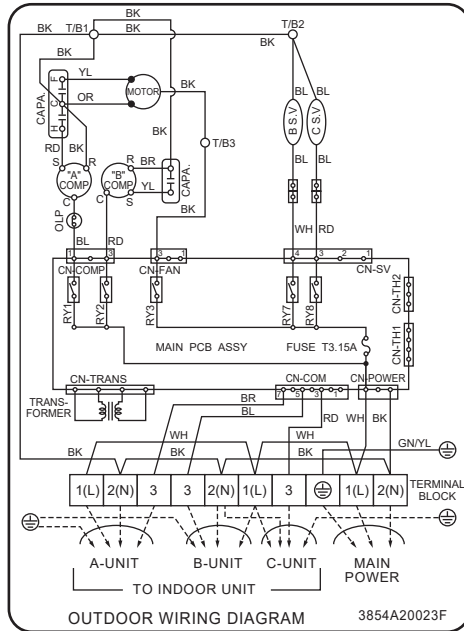 BK
BK T/B1 BK T/B2
BK BK
YL BL BL
F MOTOR BK
CAPA. C OR B S.V C S.V
H BK T/B3
RD BK BL BL
S R R BR
"A" COMP "B" COMP CAPA.
C C S YL
OLP BK
BL RD WH RD
1 3 3 1 4 3 2 1
CN-COMP CN-FAN CN-SV
CN-TH2
RY1 RY2 RY3 RY7 RY8
MAIN PCB ASSY FUSE T3.15A
CN-TH1
CN-TRANS CN-COM CN-POWER
TRANS-
FORMER
7 5 3 1
BR
BL RD WH BK
WH WH GN/YL
BK BK BK
1(L) 2(N) 3 3 2(N) 1(L) 3 1(L) 2(N)
TERMINAL
BLOCK
A-UNIT B-UNIT C-UNIT MAIN
POWER
TO INDOOR UNIT
OUTDOOR WIRING DIAGRAM 3854A20023F